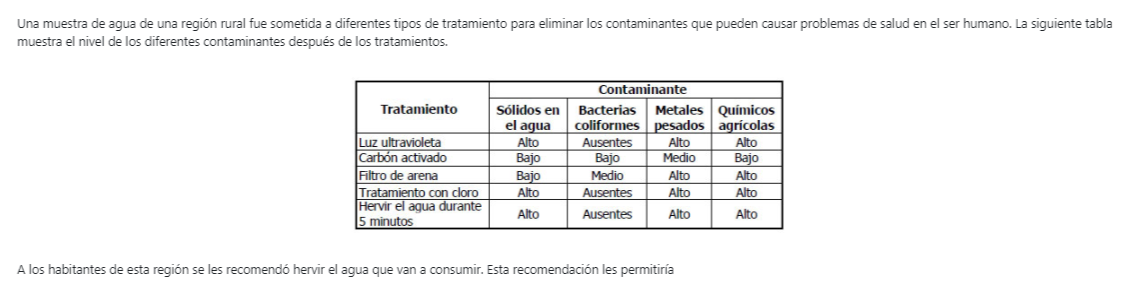 Una muestra de agua de una región rural fue sometida a diferentes tipos de tratamiento para eliminar los contaminantes que pueden causar problemas de salud en el ser humano. La siguiente tabla
muestra el nivel de los diferentes contaminantes después de los tratamientos.
Contaminante
Tratamiento Sólidos en el agua Bacterias coliformes Metales pesados Químicos agrícolas
Luz ultravioleta Alto Ausentes Alto Alto
Carbón activado Bajo Bajo Medio Bajo
Filtro de arena Bajo Medio Alto Alto
Tratamiento con cloro Alto Ausentes Alto Alto
Hervir el agua durante 5 minutos Alto Ausentes Alto Alto
A los habitantes de esta región se les recomendó hervir el agua que van a consumir. Esta recomendación les permitiría